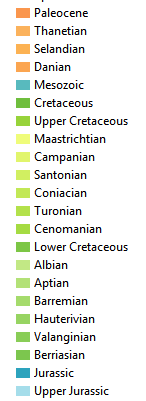 Paleocene
Thanetian
Selandian
Danian
Mesozoic
Cretaceous
Upper Cretaceous
Maastrichtian
Campanian
Santonian
Coniacian
Turonian
Cenomanian
Lower Cretaceous
Albian
Aptian
Barremian
Hauterivian
Valanginian
Berriasian
Jurassic
Upper Jurassic